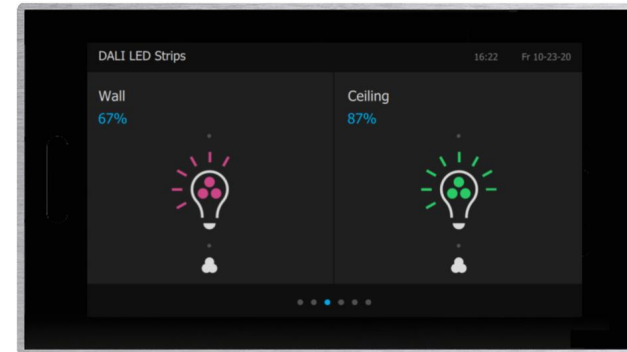 DALI LED Strips
16:22 Fr 10-23-20
Wall
67%
Ceiling
87%